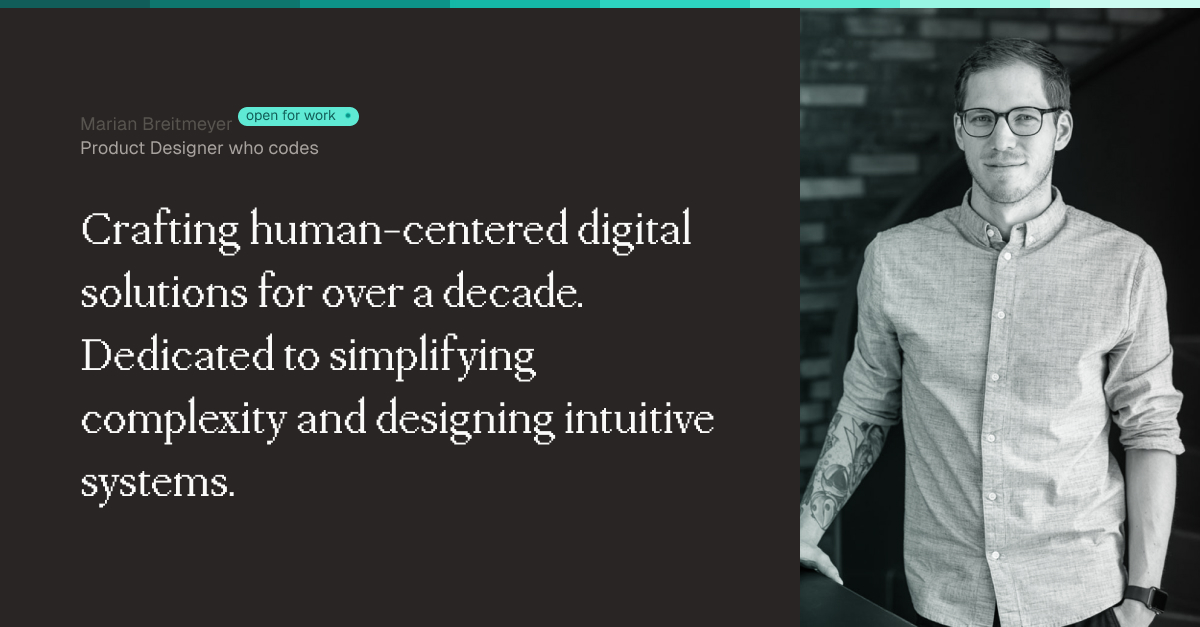 Marian Breitmeyer open for work
Product Designer who codes
Crafting human-centered digital
solutions for over a decade.
Dedicated to simplifying
complexity and designing intuitive
systems.